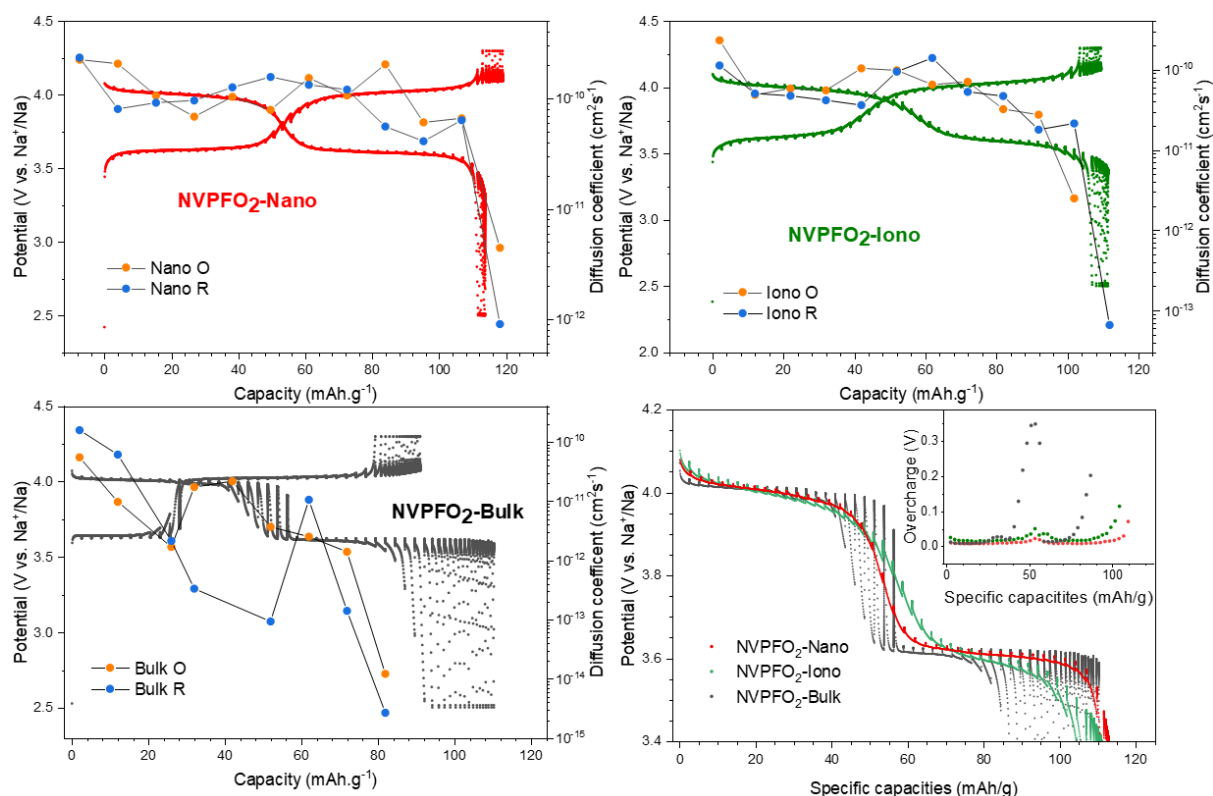 4.5
4.0
3.5
3.0
2.5
Potential (V vs. Na⁺/Na)
NVPFO₂-Nano
Nano O
Nano R
10⁻¹⁰
10⁻¹¹
10⁻¹²
Diffusion coefficient (cm²s⁻¹)
0 20 40 60 80 100 120
Capacity (mAh.g⁻¹)
4.5
4.0
3.5
3.0
2.5
2.0
Potential (V vs. Na⁺/Na)
NVPFO₂-Iono
Iono O
Iono R
10⁻¹⁰
10⁻¹¹
10⁻¹²
10⁻¹³
Diffusion coefficient (cm²s⁻¹)
0 20 40 60 80 100 120
Capacity (mAh.g⁻¹)
4.5
4.0
3.5
3.0
2.5
Potential (V vs. Na⁺/Na)
NVPFO₂-Bulk
Bulk O
Bulk R
10⁻¹⁰
10⁻¹¹
10⁻¹²
10⁻¹³
10⁻¹⁴
10⁻¹⁵
Diffusion coefficient (cm²s⁻¹)
0 20 40 60 80 100 120
Capacity (mAh.g⁻¹)
4.2
4.0
3.8
3.6
3.4
Potential (V vs. Na⁺/Na)
Overcharge (V)
0.3
0.2
0.1
0.0
50 100
Specific capacitites (mAh/g)
NVPFO₂-Nano
NVPFO₂-Iono
NVPFO₂-Bulk
0 20 40 60 80 100 120
Specific capacities (mAh/g)